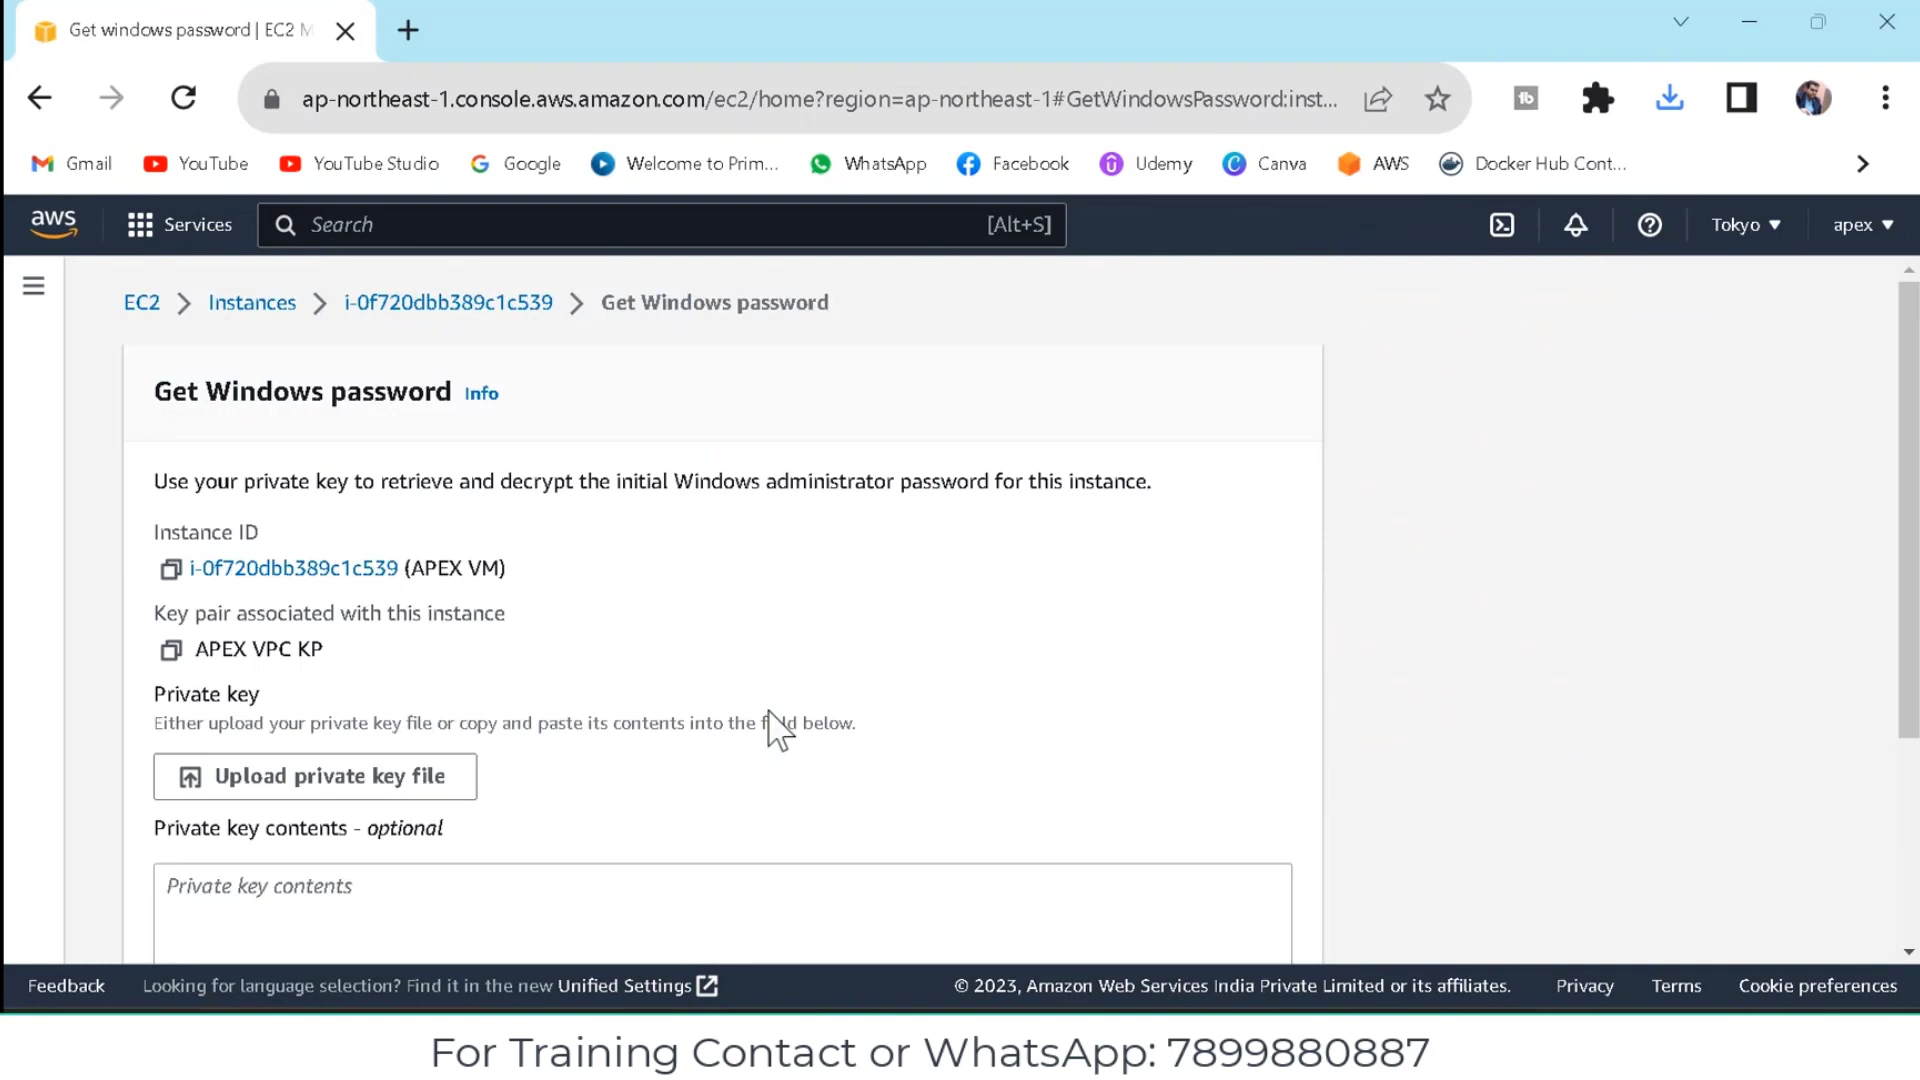 Get windows password | EC2 M
ap-northeast-1.console.aws.amazon.com/ec2/home?region=ap-northeast-1#GetWindowsPassword:inst...
Gmail YouTube YouTube Studio Google Welcome to Prim... WhatsApp Facebook Udemy Canva AWS Docker Hub Cont...
aws Services Search [Alt+S] Tokyo apex
EC2 Instances i-0f720dbb389c1c539 Get Windows password
Get Windows password Info
Use your private key to retrieve and decrypt the initial Windows administrator password for this instance.
Instance ID
i-0f720dbb389c1c539 (APEX VM)
Key pair associated with this instance
APEX VPC KP
Private key
Either upload your private key file or copy and paste its contents into the field below.
Upload private key file
Private key contents - optional
Private key contents
Feedback Looking for language selection? Find it in the new Unified Settings © 2023, Amazon Web Services India Private Limited or its affiliates. Privacy Terms Cookie preferences
For Training Contact or WhatsApp: 7899880887